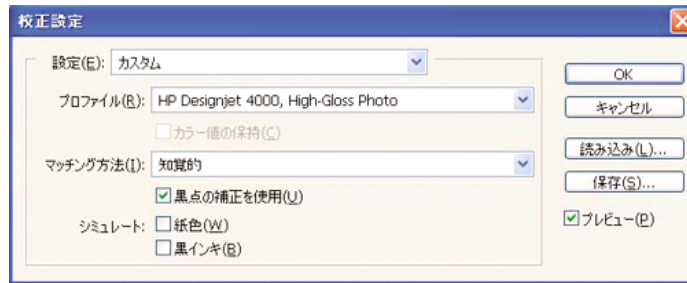 校正設定
設定(E): カスタム
プロファイル(R): HP Designjet 4000, High-Gloss Photo
カラー値の保持(C)
マッチング方法(I): 知覚的
黒点の補正を使用(U)
シミュレート: 紙色(W)
黒インキ(B)
OK
キャンセル
読み込み(L)...
保存(S)...
プレビュー(P)